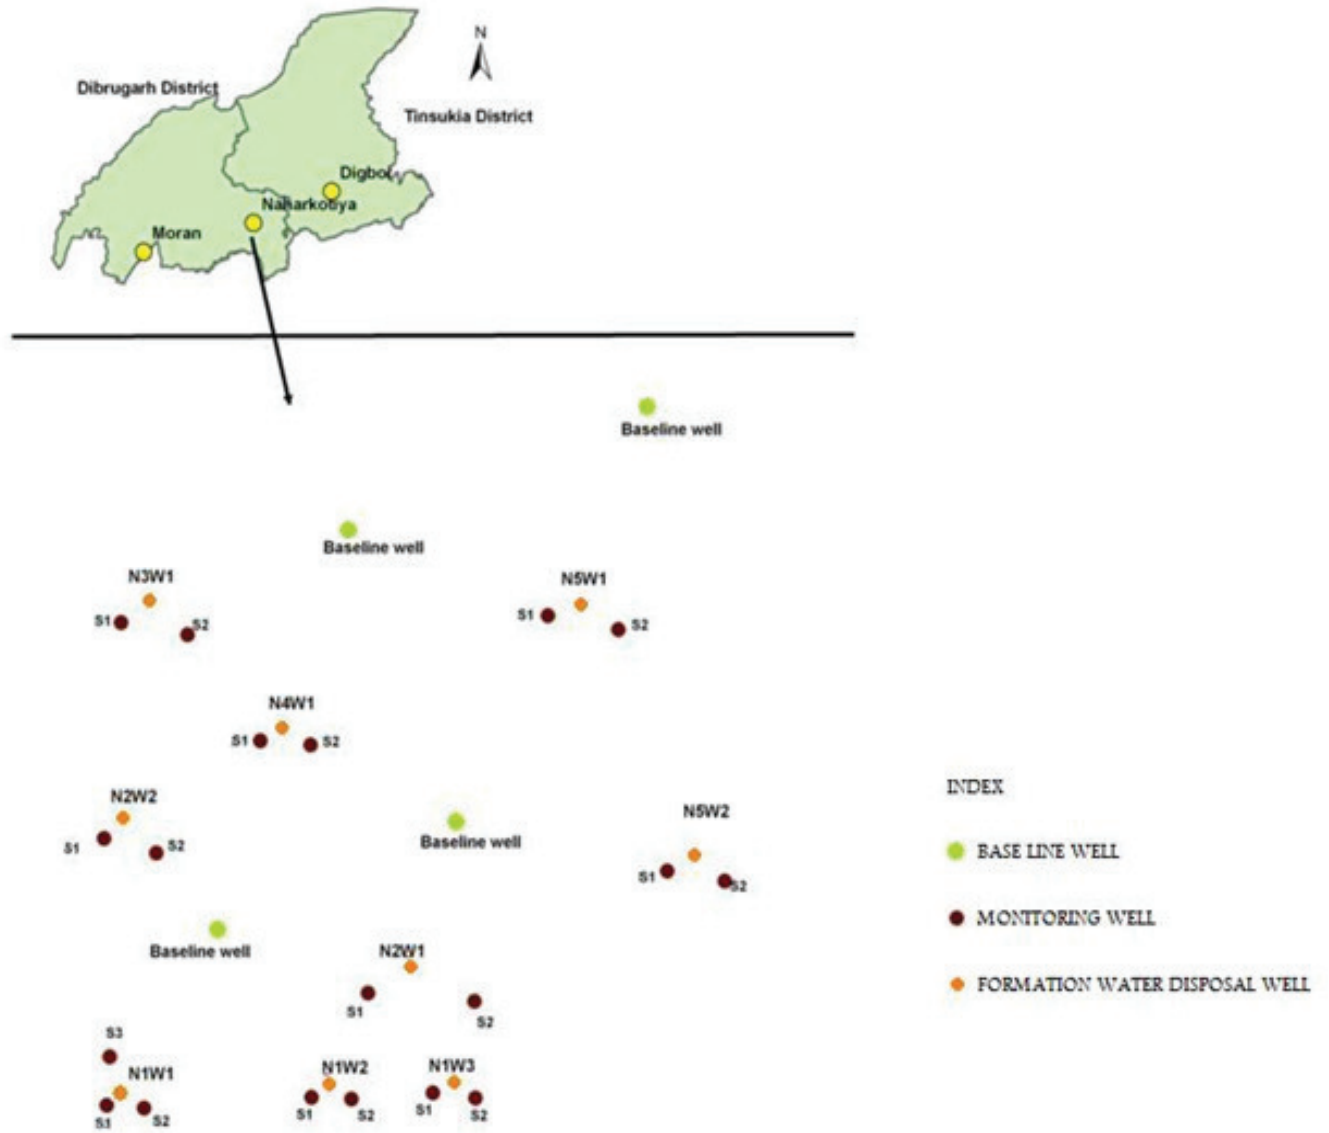 N
Dibrugarh District
Tinsukia District
Digboi
Naharkotiya
Moran
Baseline well
Baseline well
N3W1
S1
S2
N5W1
S1
S2
N4W1
S1
S2
N2W2
S1
S2
Baseline well
N5W2
S1
S2
INDEX
BASE LINE WELL
MONITORING WELL
FORMATION WATER DISPOSAL WELL
Baseline well
N2W1
S1
S2
S3
N1W1
S1
S2
N1W2
S1
S2
N1W3
S1
S2